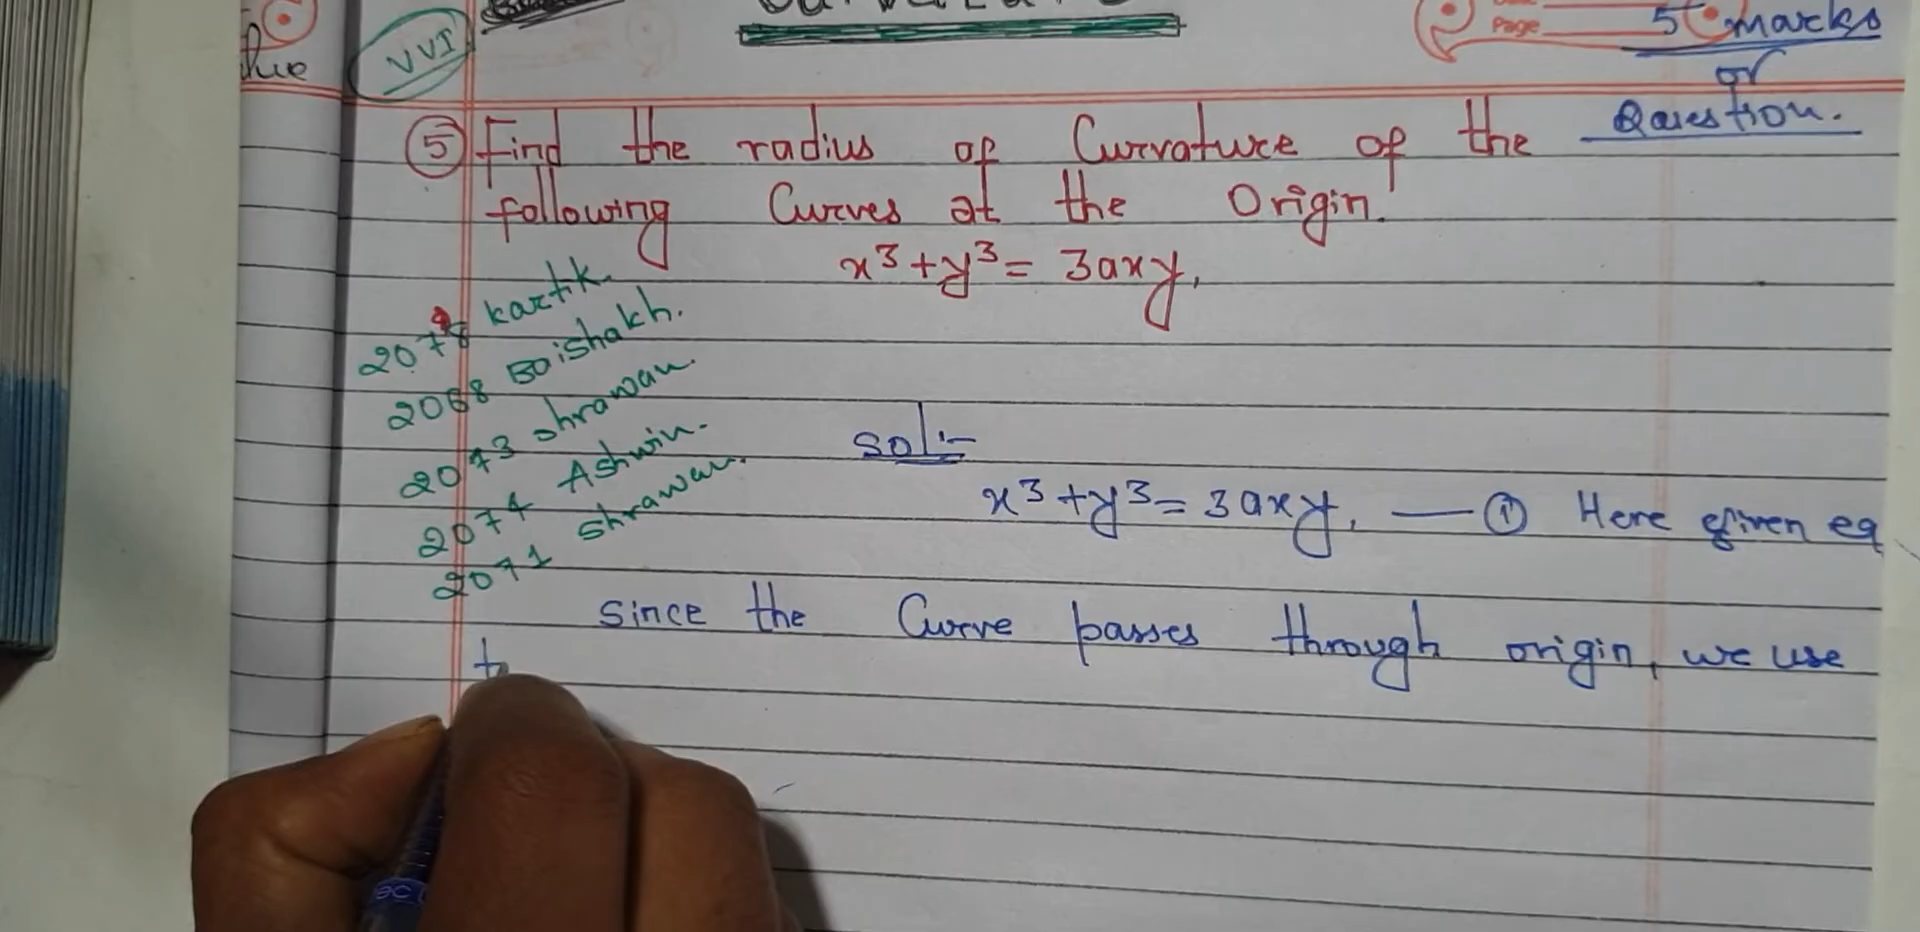 Page 5 marks
VVI or
Question.
5 Find the radius of Curvature of the
following Curves at the Origin.
x³+y³= 3axy,
kartik.
2068 Baishakh.
2073 shrawan.
2074 Ashwin.
2071 shrawan.
Sol:-
x³+y³= 3axy, — 1 Here given eq
since the Curve passes through origin, we use